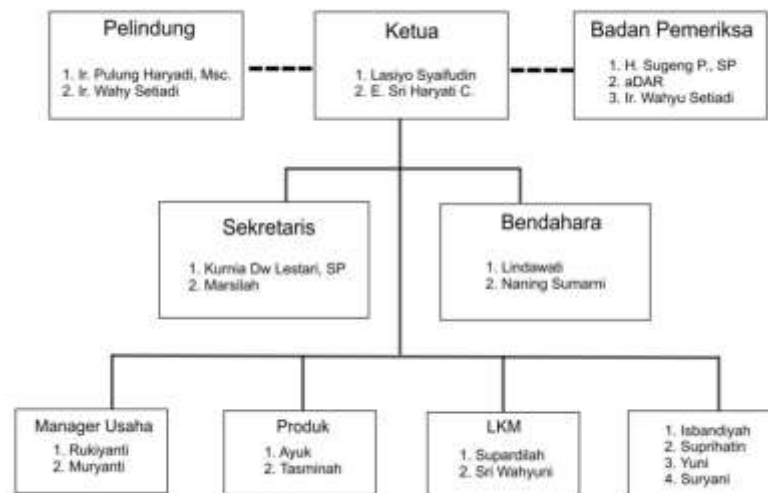 Pelindung
1. Ir. Pulung Haryadi, Msc.
2. Ir. Wahy Setiadi
Ketua
1. Lasiyo Syaifudin
2. E. Sri Haryati C.
Badan Pemeriksa
1. H. Sugeng P., SP
2. aDAR
3. Ir. Wahyu Setiadi
Sekretaris
1. Kurnia Dw Lestari, SP
2. Marsilah
Bendahara
1. Lindawati
2. Naning Sumarni
Manager Usaha
1. Rukiyanti
2. Muryanti
Produk
1. Ayuk
2. Tasminah
LKM
1. Supardilah
2. Sri Wahyuni
1. Isbandiyah
2. Suprihatin
3. Yuni
4. Suryani